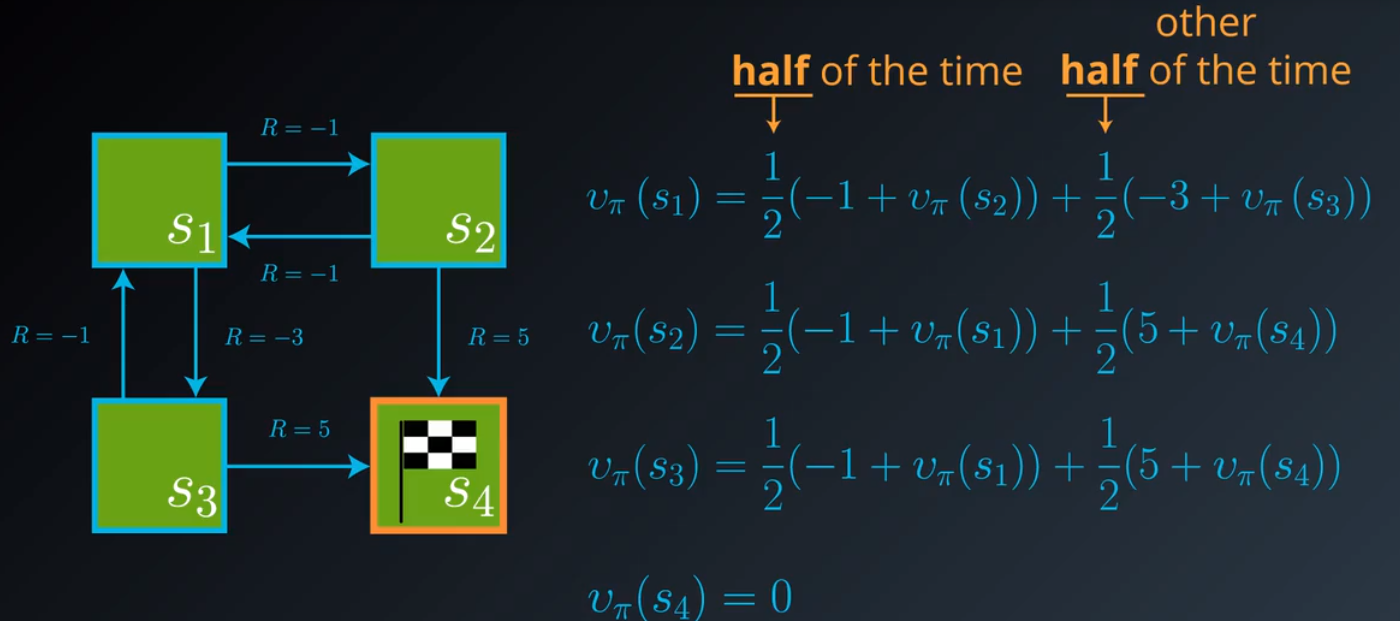 other
half of the time half of the time
R = −1
s₁
s₂
R = −1
R = −1
R = −3
R = 5
R = 5
s₃
s₄
vπ (s₁) = 1/2(−1 + vπ (s₂)) + 1/2(−3 + vπ (s₃))
vπ(s₂) = 1/2(−1 + vπ(s₁)) + 1/2(5 + vπ(s₄))
vπ(s₃) = 1/2(−1 + vπ(s₁)) + 1/2(5 + vπ(s₄))
vπ(s₄) = 0